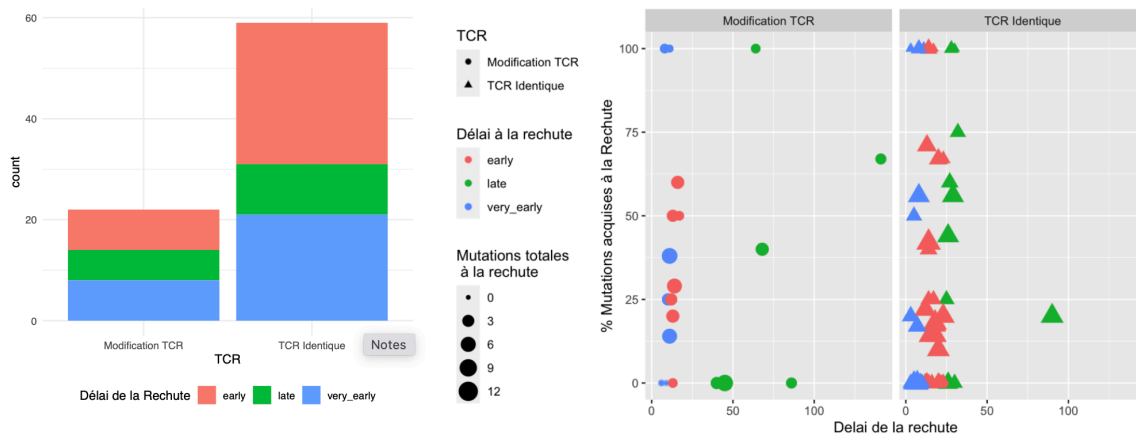 60
40
20
0
count
Modification TCR
TCR Identique
Notes
TCR
Délai de la Rechute
early
late
very_early
TCR
Modification TCR
TCR Identique
Délai à la rechute
early
late
very_early
Mutations totales
à la rechute
0
3
6
9
12
Modification TCR
TCR Identique
100
75
50
25
0
% Mutations acquises à la Rechute
0
50
100
0
50
100
Delai de la rechute